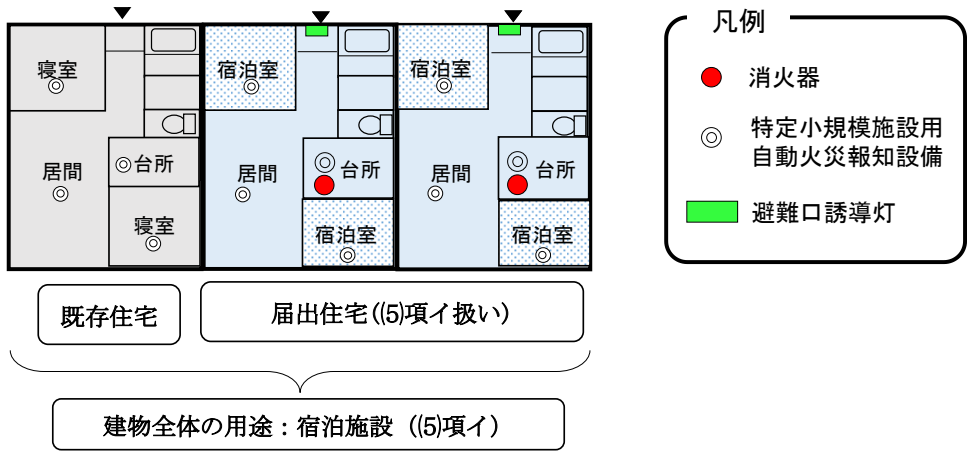 寝室
居間
台所
寝室
宿泊室
居間
台所
宿泊室
宿泊室
居間
台所
宿泊室
既存住宅
届出住宅((5)項イ扱い)
建物全体の用途：宿泊施設 ((5)項イ)
凡例
消火器
特定小規模施設用
自動火災報知設備
避難口誘導灯